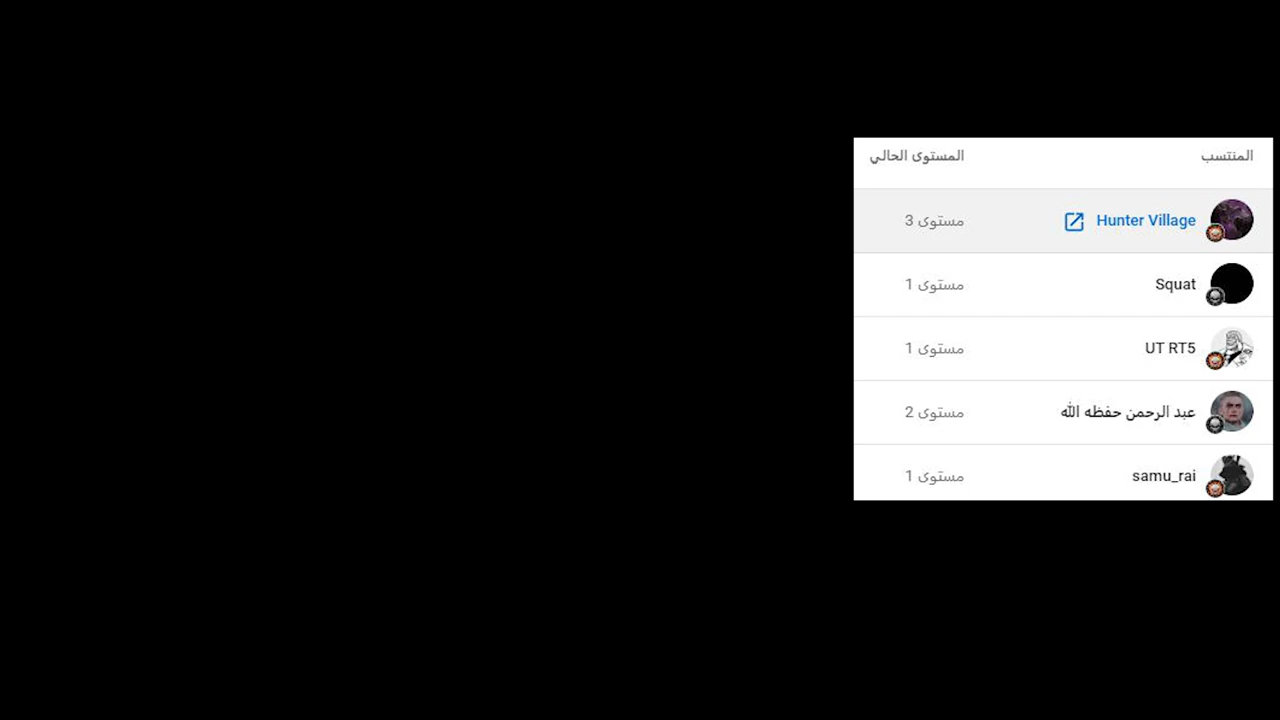 المنتسب المستوى الحالي
Hunter Village مستوى 3
Squat مستوى 1
UT RT5 مستوى 1
عبد الرحمن حفظه الله مستوى 2
samu_rai مستوى 1